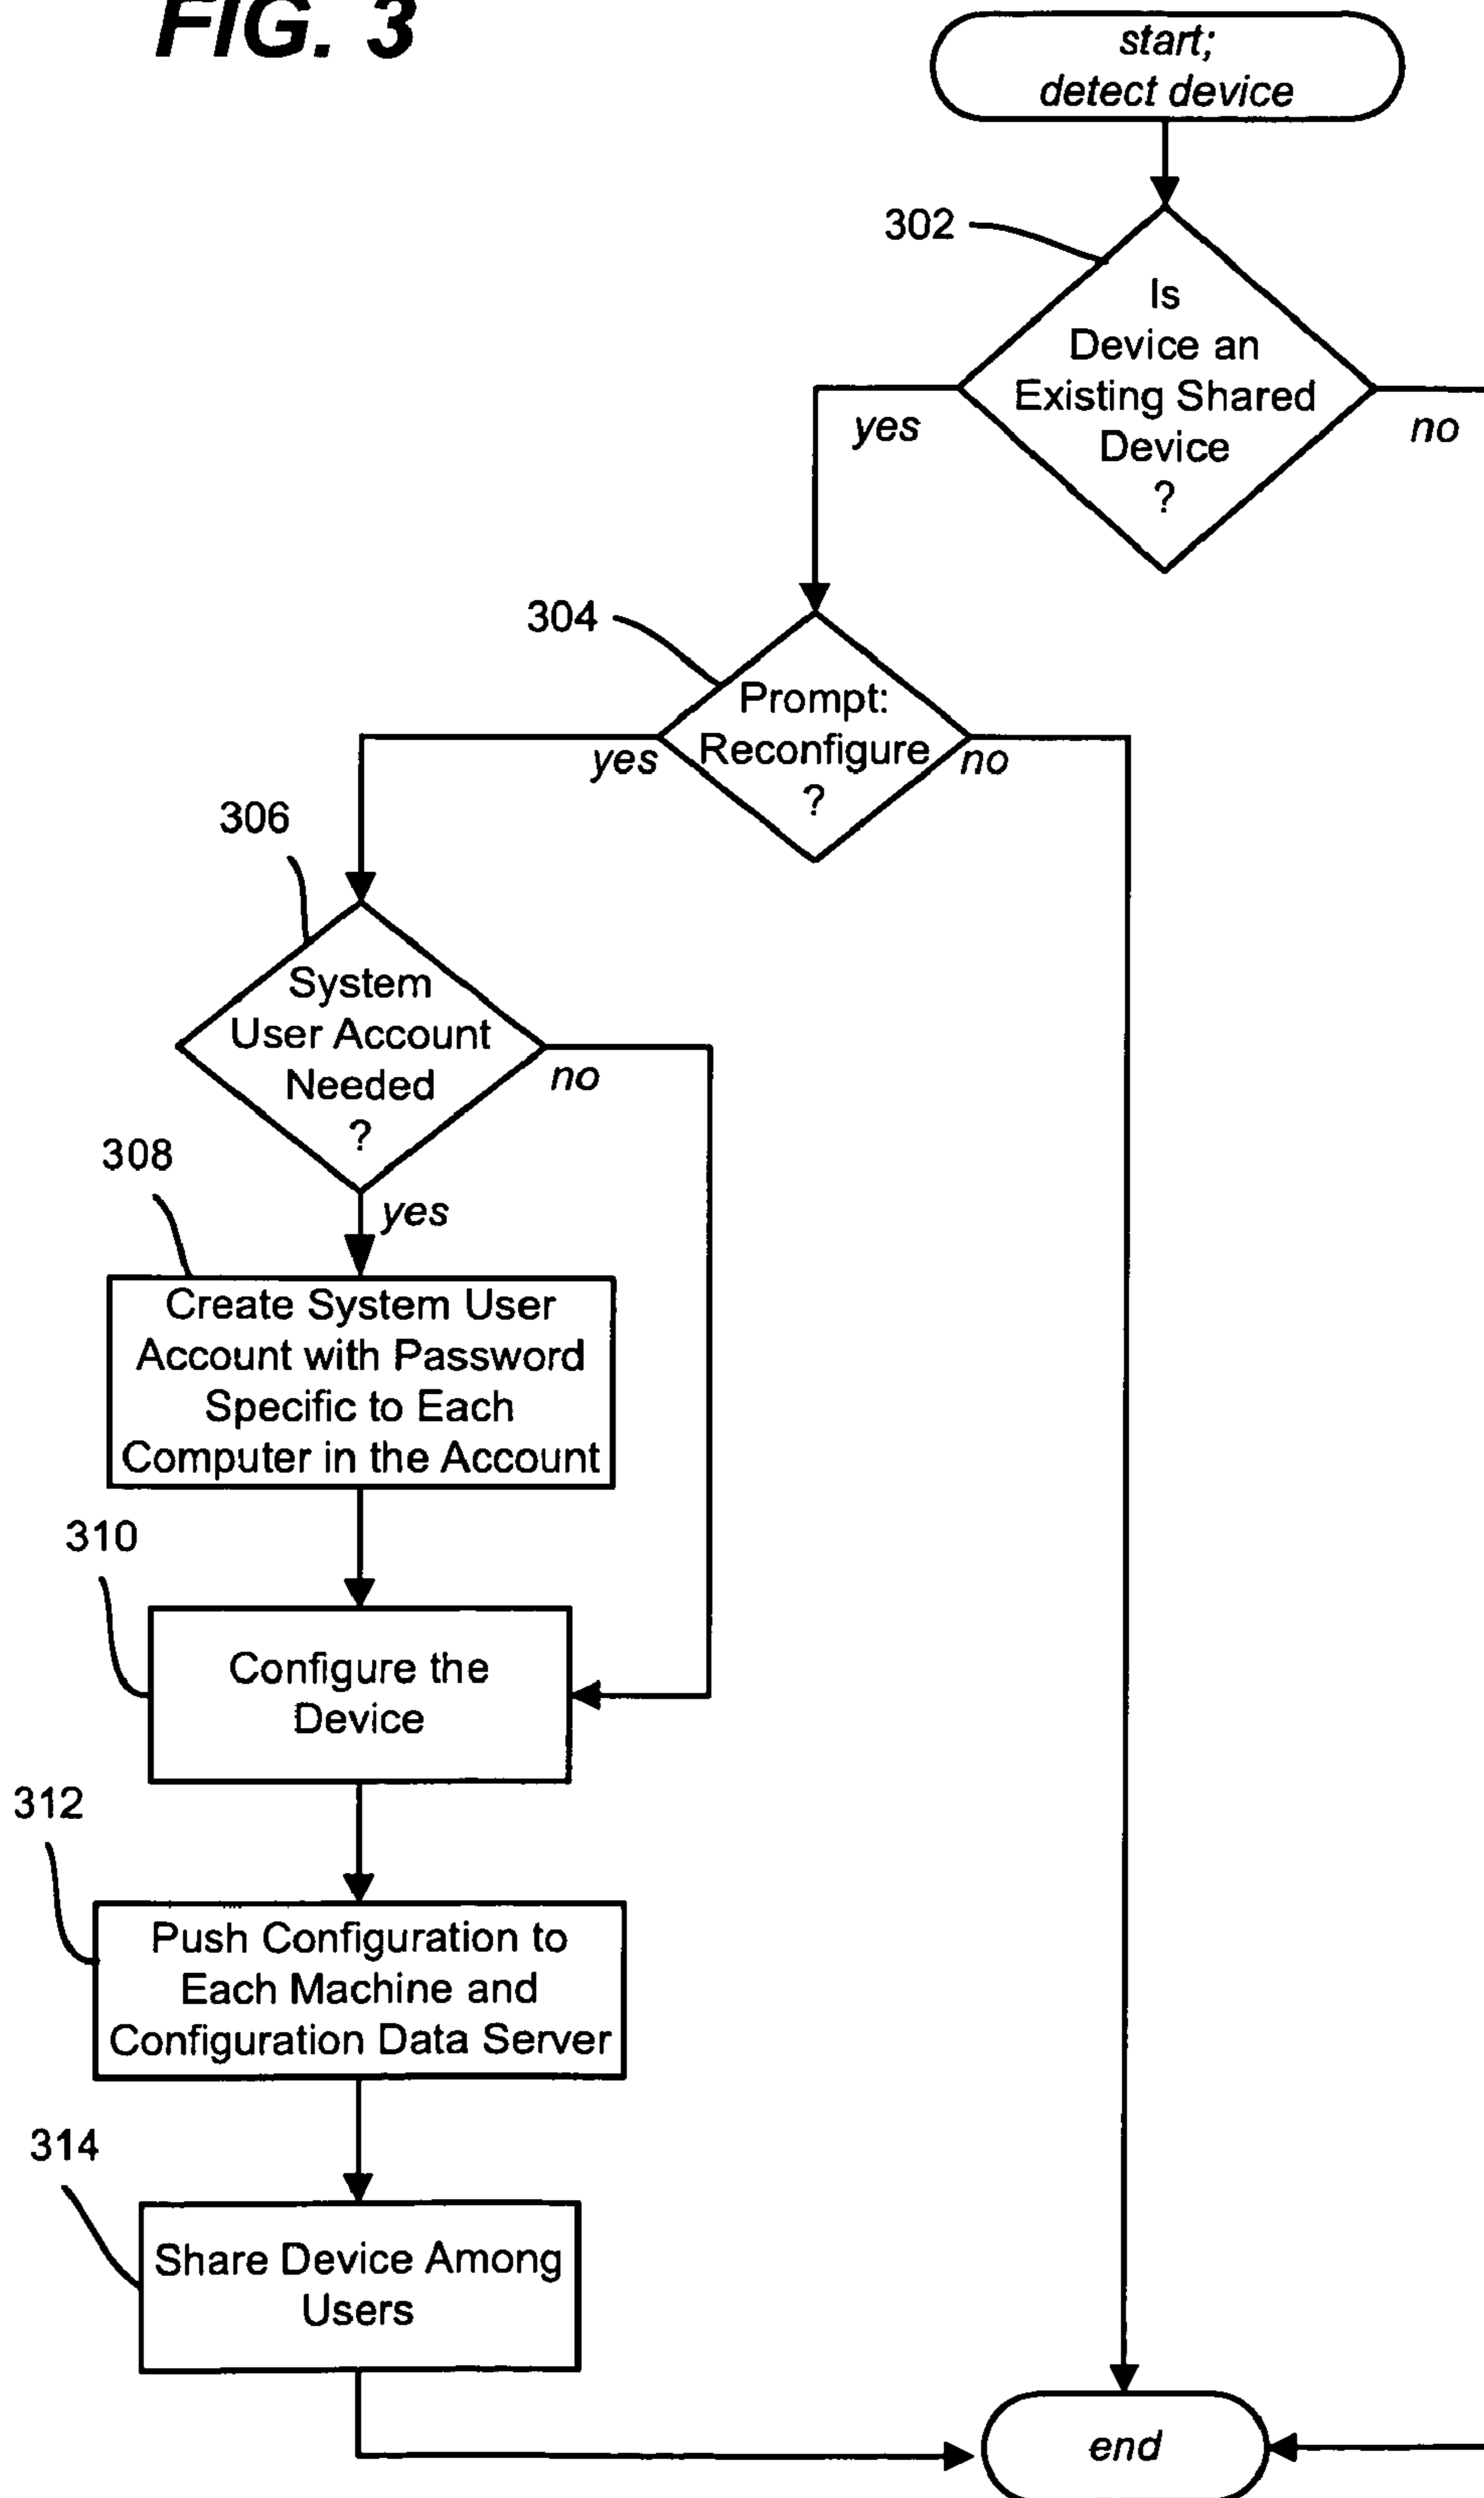 FIG. 3
start;
detect device
302
Is
Device an
Existing Shared
Device
?
yes
no
304
Prompt:
Reconfigure
?
yes
no
306
System
User Account
Needed
?
no
308
yes
Create System User
Account with Password
Specific to Each
Computer in the Account
310
Configure the
Device
312
Push Configuration to
Each Machine and
Configuration Data Server
314
Share Device Among
Users
end